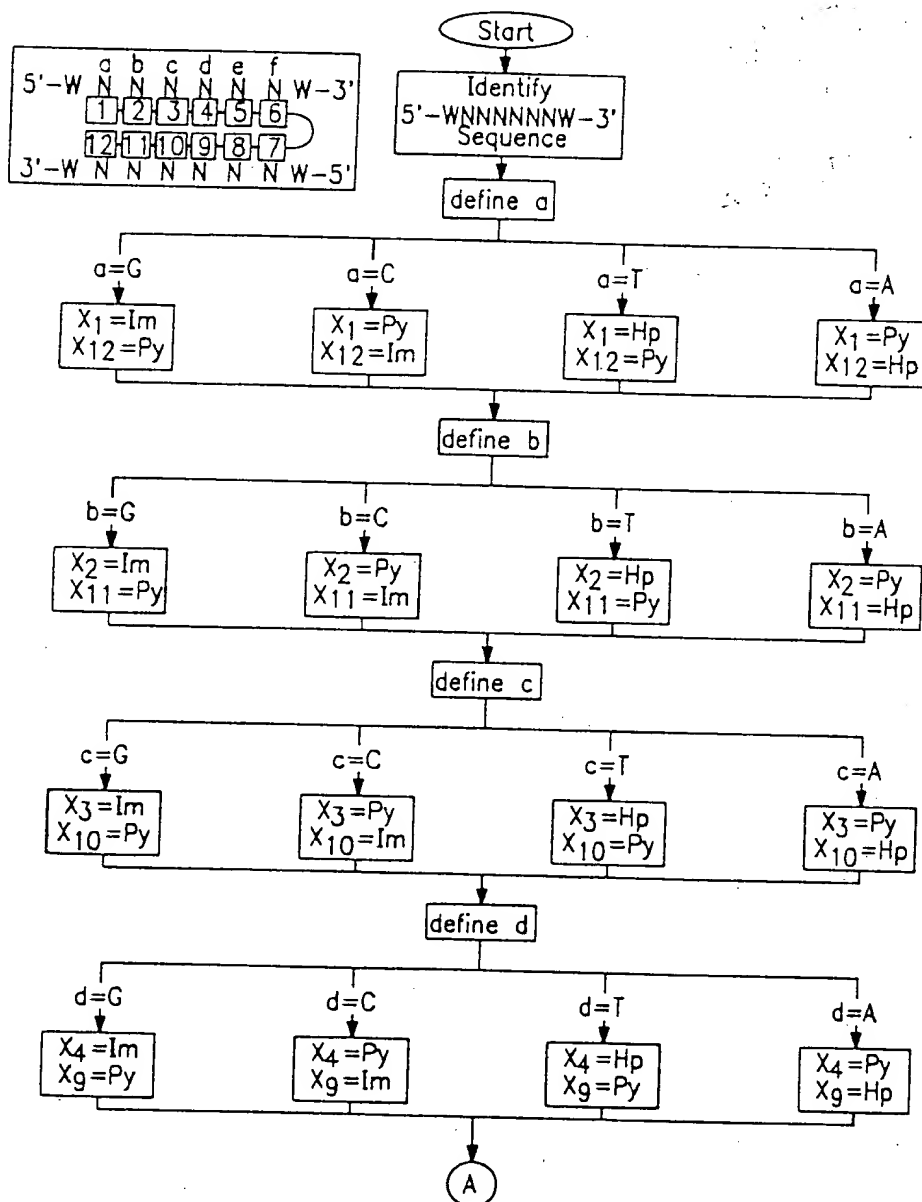 Start
a b c d e f
5'-W N N N N N N W-3'
1 2 3 4 5 6
12 11 10 9 8 7
3'-W N N N N N N W-5'
Identify
5'-WNNNNNNW-3'
Sequence
define a
a=G
X1=Im
X12=Py
a=C
X1=Py
X12=Im
a=T
X1=Hp
X12=Py
a=A
X1=Py
X12=Hp
define b
b=G
X2=Im
X11=Py
b=C
X2=Py
X11=Im
b=T
X2=Hp
X11=Py
b=A
X2=Py
X11=Hp
define c
c=G
X3=Im
X10=Py
c=C
X3=Py
X10=Im
c=T
X3=Hp
X10=Py
c=A
X3=Py
X10=Hp
define d
d=G
X4=Im
X9=Py
d=C
X4=Py
X9=Im
d=T
X4=Hp
X9=Py
d=A
X4=Py
X9=Hp
A